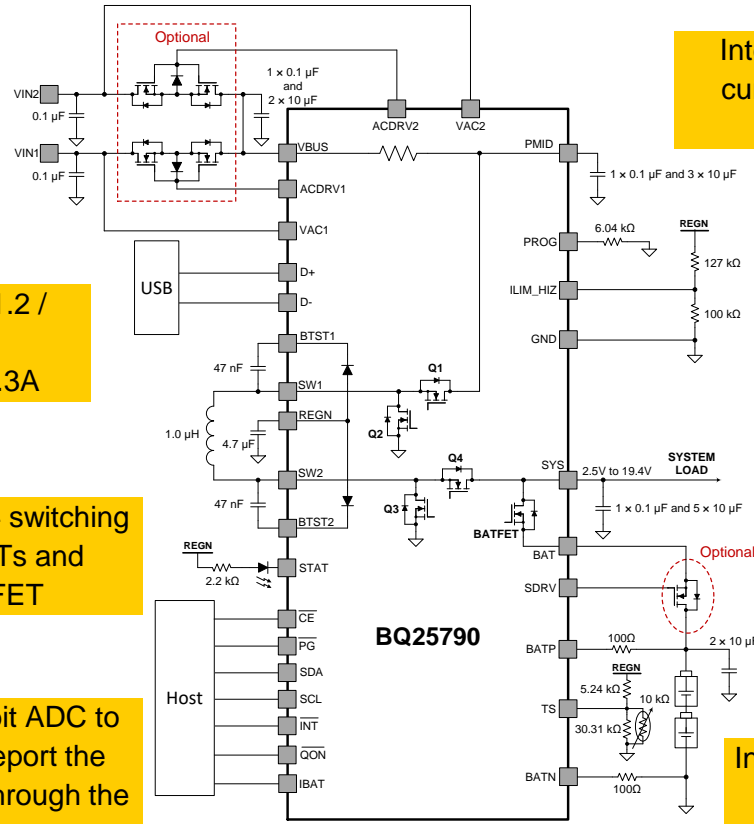 Optional
VIN2
0.1 µF
VIN1
0.1 µF
1 × 0.1 µF
and
2 × 10 µF
ACDRV2
VAC2
VBUS
PMID
1 × 0.1 µF and 3 × 10 µF
ACDRV1
VAC1
PROG
6.04 kΩ
REGN
127 kΩ
ILIM_HIZ
100 kΩ
GND
USB
D+
D-
BTST1
47 nF
SW1
REGN
1.0 µH
4.7 µF
SW2
47 nF
BTST2
Q1
Q2
Q4
Q3
BATFET
SYS
2.5V to 19.4V
SYSTEM
LOAD
1 × 0.1 µF and 5 × 10 µF
BAT
Optional
SDRV
REGN
2.2 kΩ
STAT
BQ25790
BATP
100Ω
2 × 10 µF
REGN
5.24 kΩ
10 kΩ
TS
30.31 kΩ
BATN
100Ω
Host
CE
PG
SDA
SCL
INT
QON
IBAT
1.2 /
.3A
switching
Ts and
FET
bit ADC to
eport the
hrough the
Int
cu
In